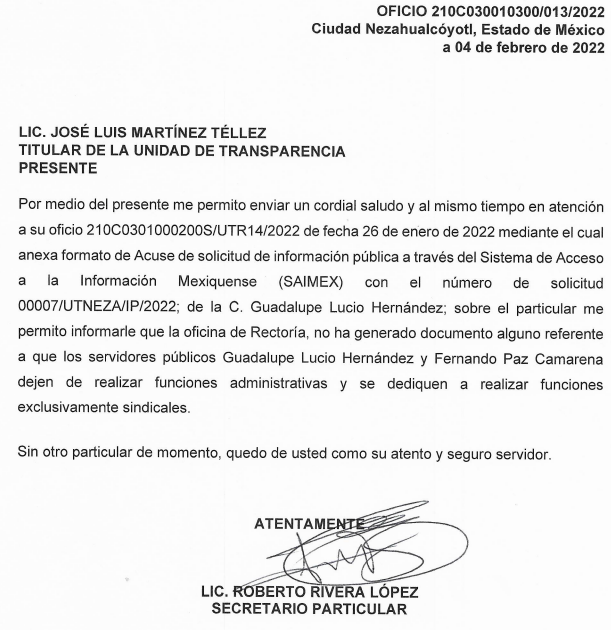 OFICIO 210C030010300/013/2022
Ciudad Nezahualcóyotl, Estado de México
a 04 de febrero de 2022
LIC. JOSÉ LUIS MARTÍNEZ TÉLLEZ
TITULAR DE LA UNIDAD DE TRANSPARENCIA
PRESENTE
Por medio del presente me permito enviar un cordial saludo y al mismo tiempo en atención
a su oficio 210C0301000200S/UTR14/2022 de fecha 26 de enero de 2022 mediante el cual
anexa formato de Acuse de solicitud de información pública a través del Sistema de Acceso
a la Información Mexiquense (SAIMEX) con el número de solicitud
00007/UTNEZA/IP/2022; de la C. Guadalupe Lucio Hernández; sobre el particular me
permito informarle que la oficina de Rectoría, no ha generado documento alguno referente
a que los servidores públicos Guadalupe Lucio Hernández y Fernando Paz Camarena
dejen de realizar funciones administrativas y se dediquen a realizar funciones
exclusivamente sindicales.
Sin otro particular de momento, quedo de usted como su atento y seguro servidor.
ATENTAMENTE
LIC. ROBERTO RIVERA LÓPEZ
SECRETARIO PARTICULAR